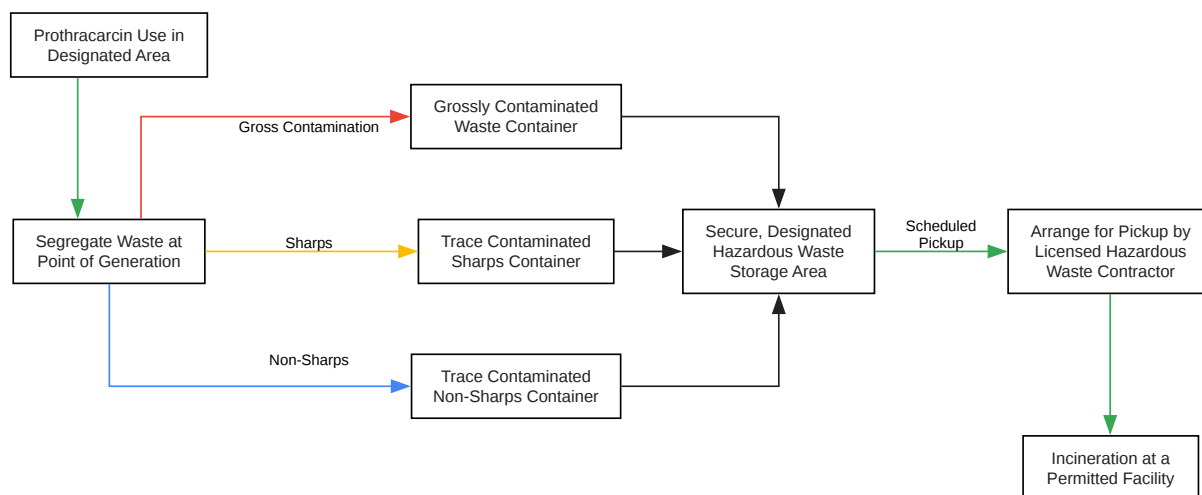 Prothracarcin Use in
Designated Area
Grossly Contaminated
Waste Container
Gross Contamination
Segregate Waste at
Point of Generation
Sharps
Trace Contaminated
Sharps Container
Secure, Designated
Hazardous Waste
Storage Area
Scheduled
Pickup
Arrange for Pickup by
Licensed Hazardous
Waste Contractor
Non-Sharps
Trace Contaminated
Non-Sharps Container
Incineration at a
Permitted Facility